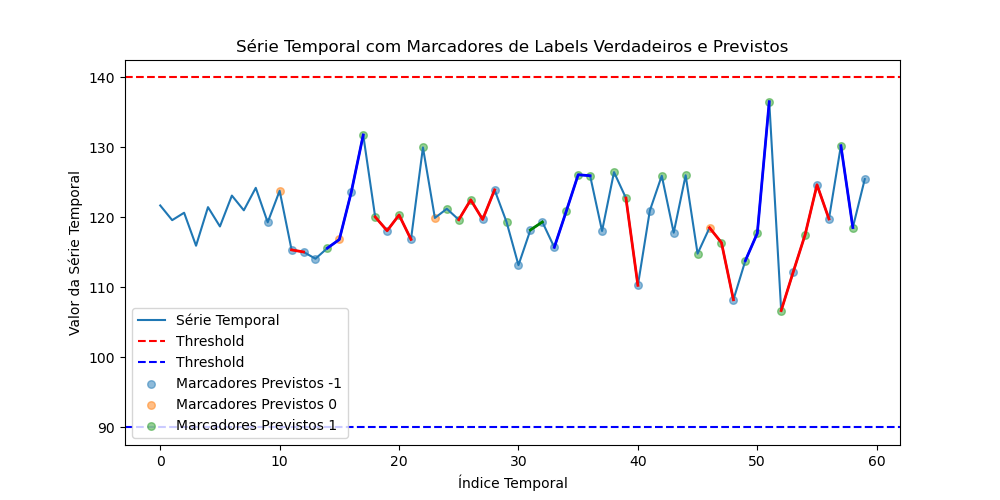 Série Temporal com Marcadores de Labels Verdadeiros e Previstos
Valor da Série Temporal
140
130
120
110
100
90
Série Temporal
Threshold
Threshold
Marcadores Previstos -1
Marcadores Previstos 0
Marcadores Previstos 1
0
10
20
30
40
50
60
Índice Temporal